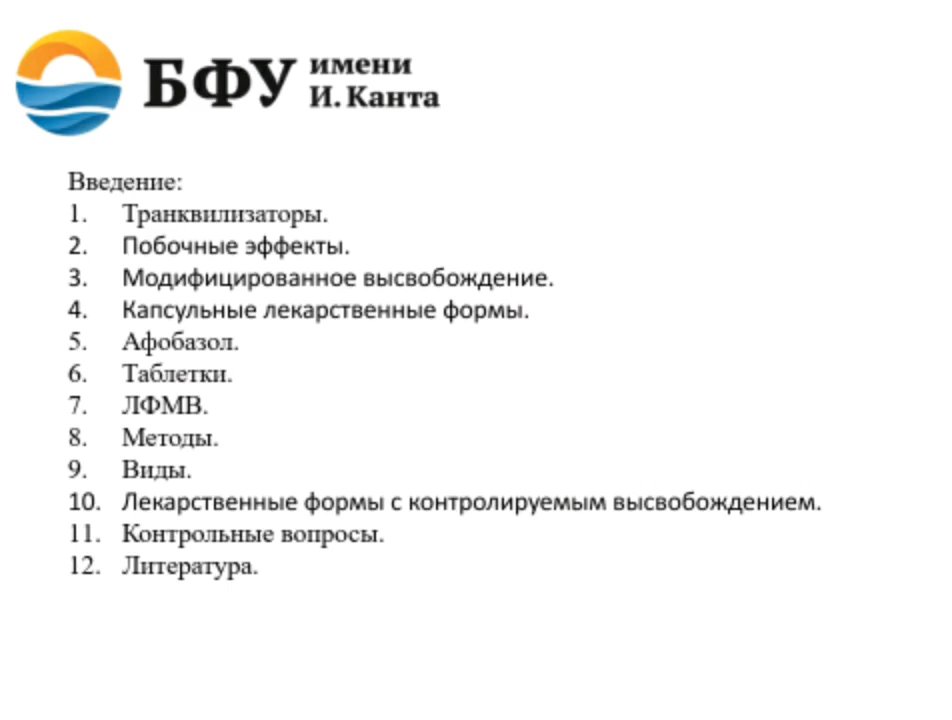 БФУ имени
И. Канта
Введение:
1. Транквилизаторы.
2. Побочные эффекты.
3. Модифицированное высвобождение.
4. Капсульные лекарственные формы.
5. Афобазол.
6. Таблетки.
7. ЛФМВ.
8. Методы.
9. Виды.
10. Лекарственные формы с контролируемым высвобождением.
11. Контрольные вопросы.
12. Литература.